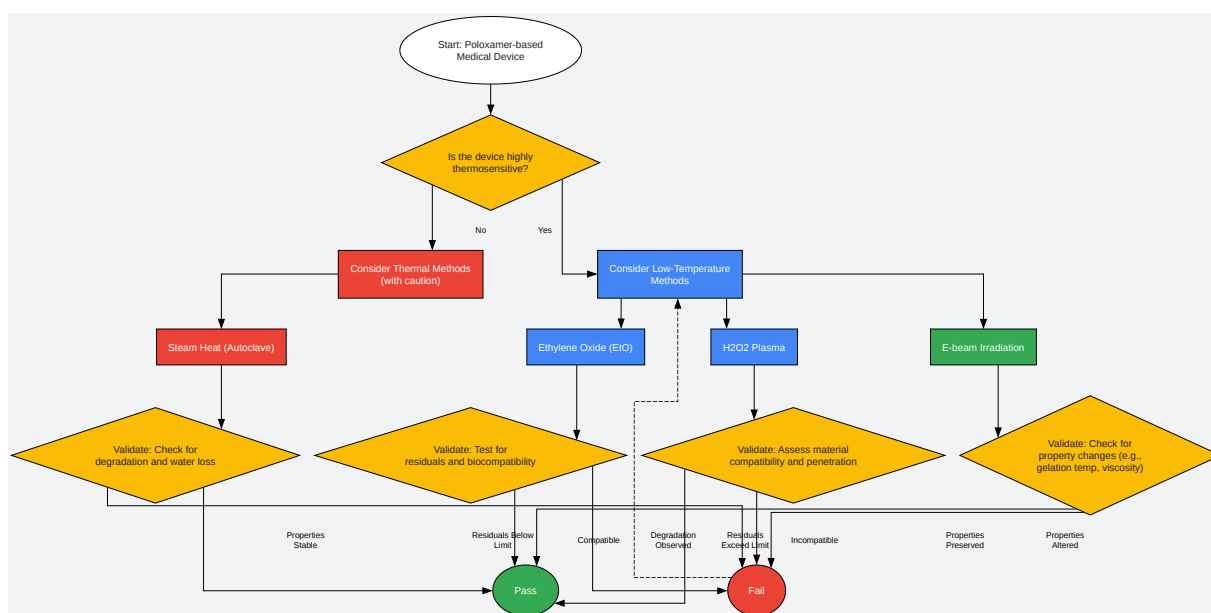 Start: Poloxamer-based
Medical Device
Is the device highly
thermosensitive?
No
Yes
Consider Thermal Methods
(with caution)
Consider Low-Temperature
Methods
Steam Heat (Autoclave)
Ethylene Oxide (EtO)
H2O2 Plasma
E-beam Irradiation
Validate: Check for
degradation and water loss
Validate: Test for
residuals and biocompatibility
Validate: Assess material
compatibility and penetration
Validate: Check for
property changes (e.g.,
gelation temp, viscosity)
Properties
Stable
Residuals Below
Limit
Compatible
Degradation
Observed
Residuals
Exceed Limit
Incompatible
Properties
Preserved
Properties
Altered
Pass
Fail